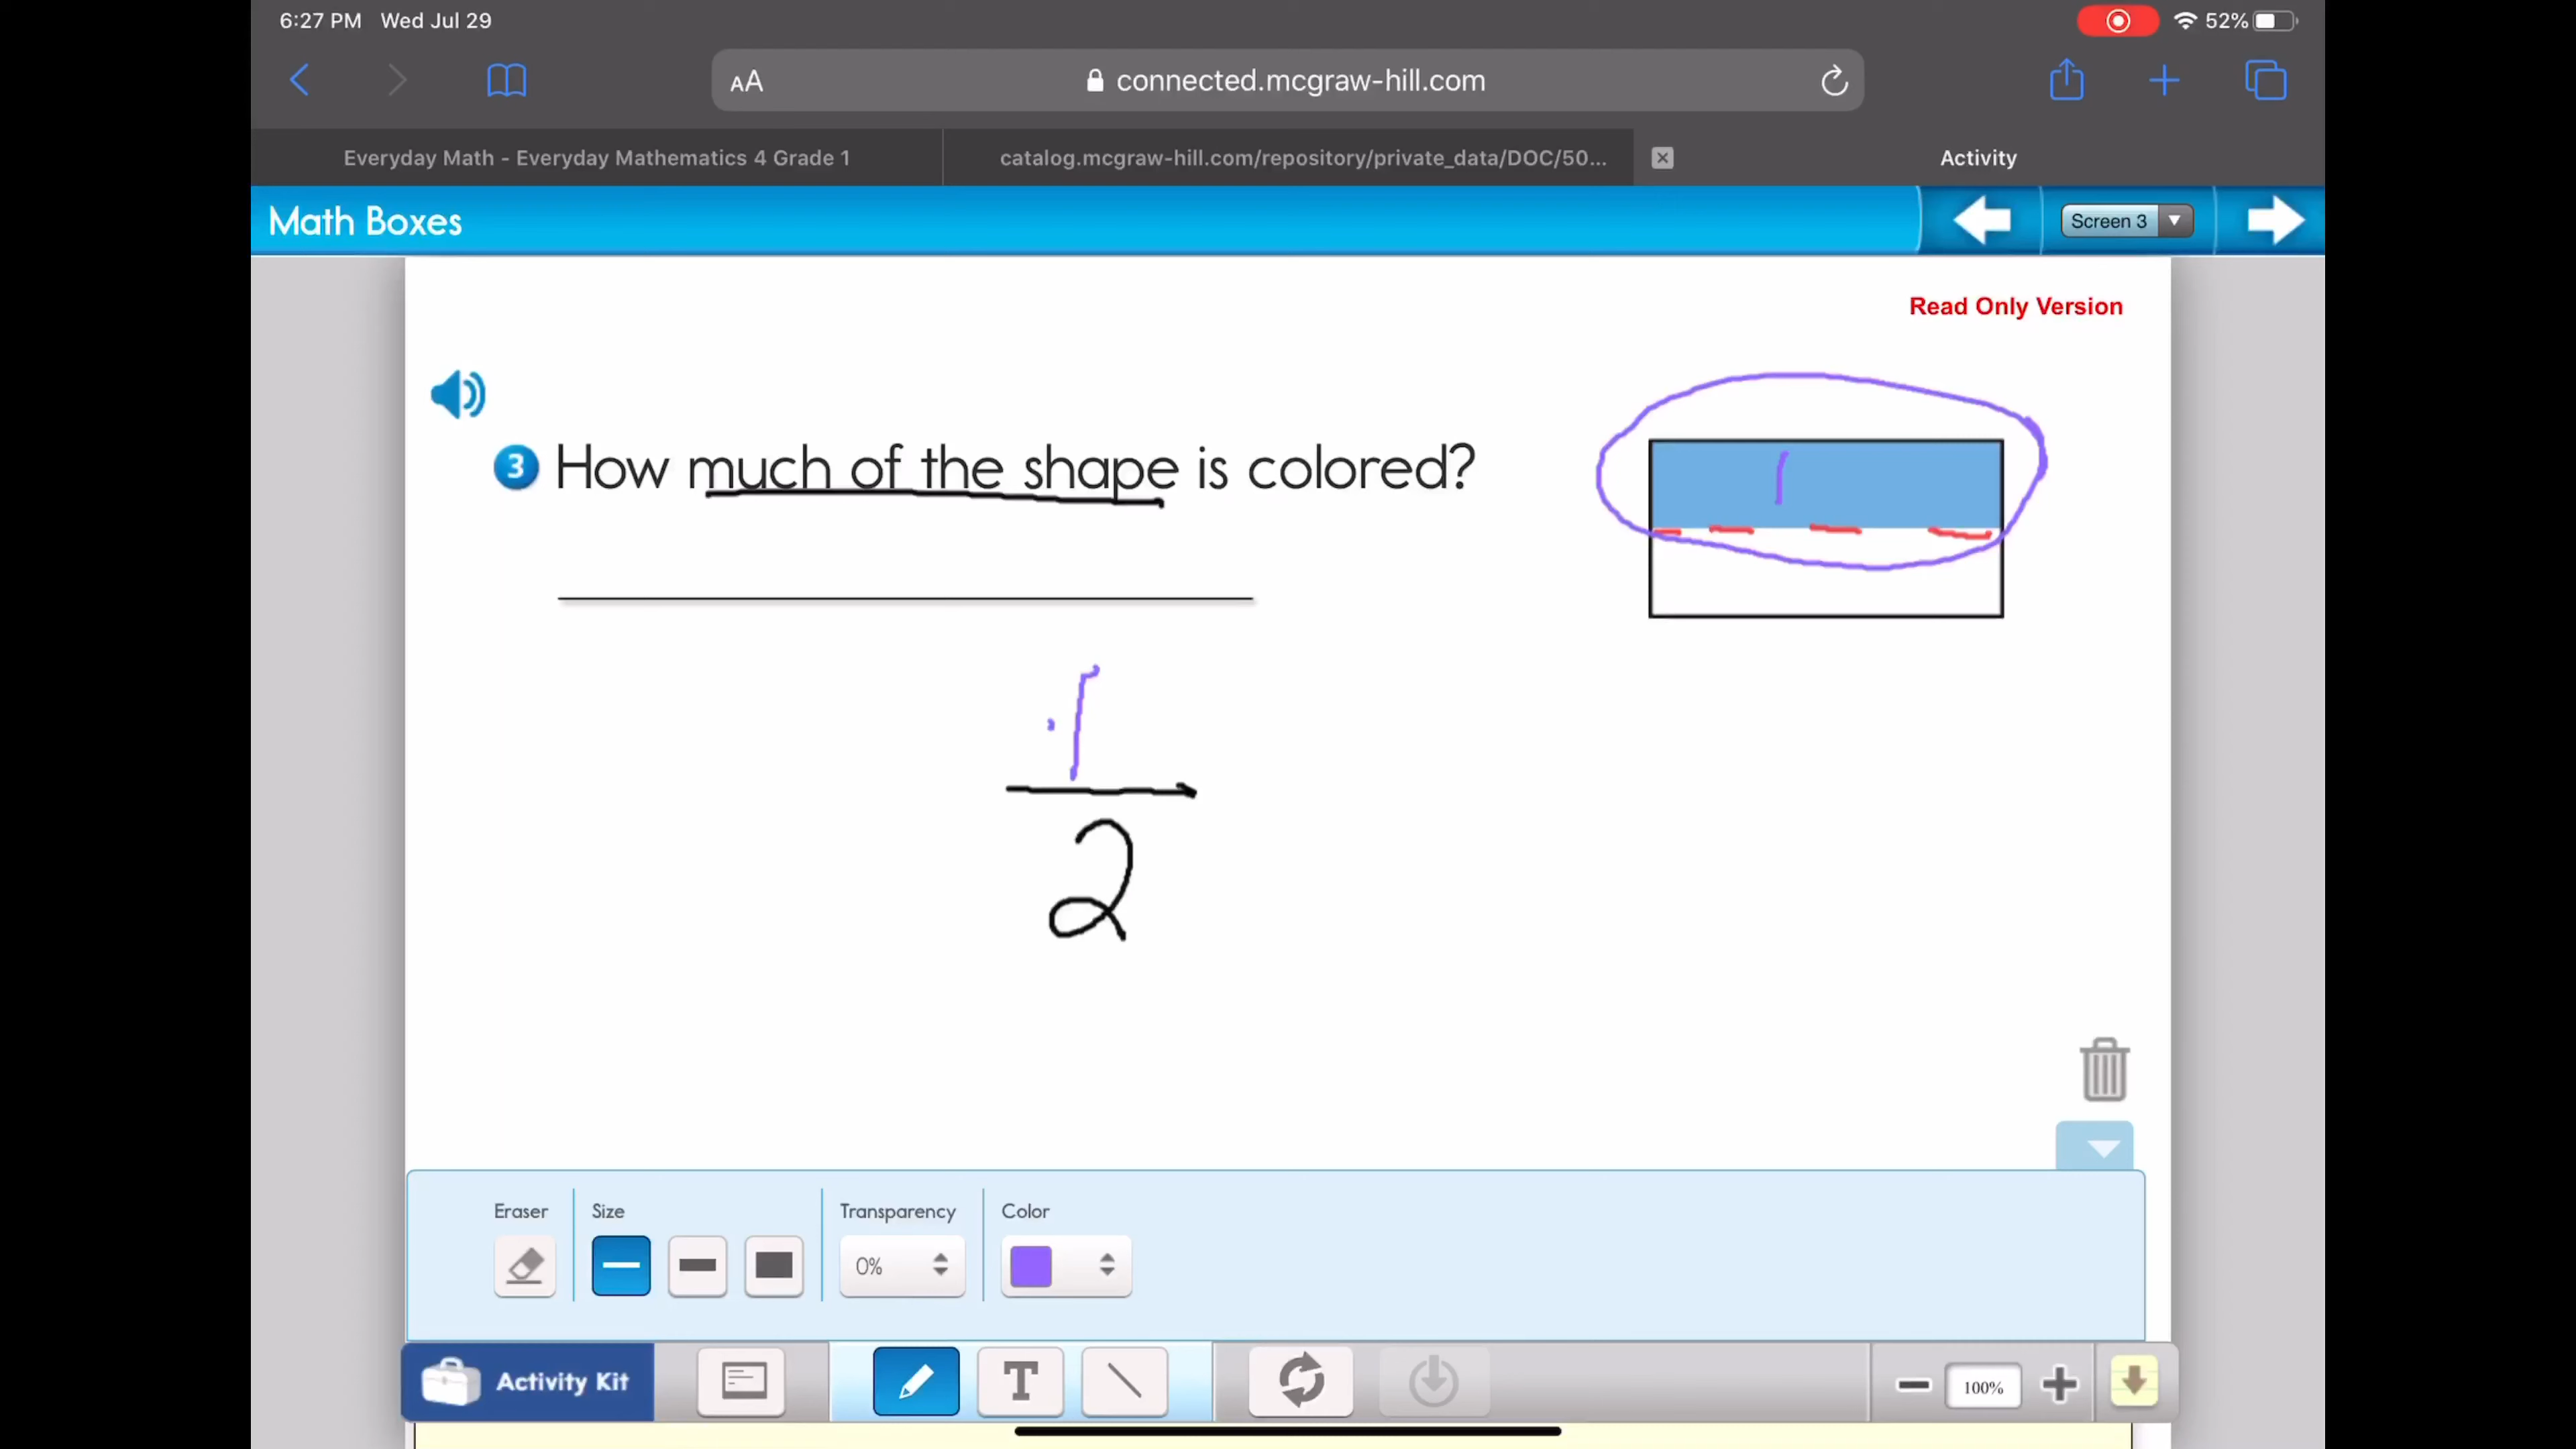 6:27 PM Wed Jul 29
52%
AA connected.mcgraw-hill.com
Everyday Math - Everyday Mathematics 4 Grade 1
catalog.mcgraw-hill.com/repository/private_data/DOC/50...
Activity
Math Boxes
Screen 3
Read Only Version
3 How much of the shape is colored?
1
1
2
Eraser Size Transparency Color
0%
Activity Kit
T
100%